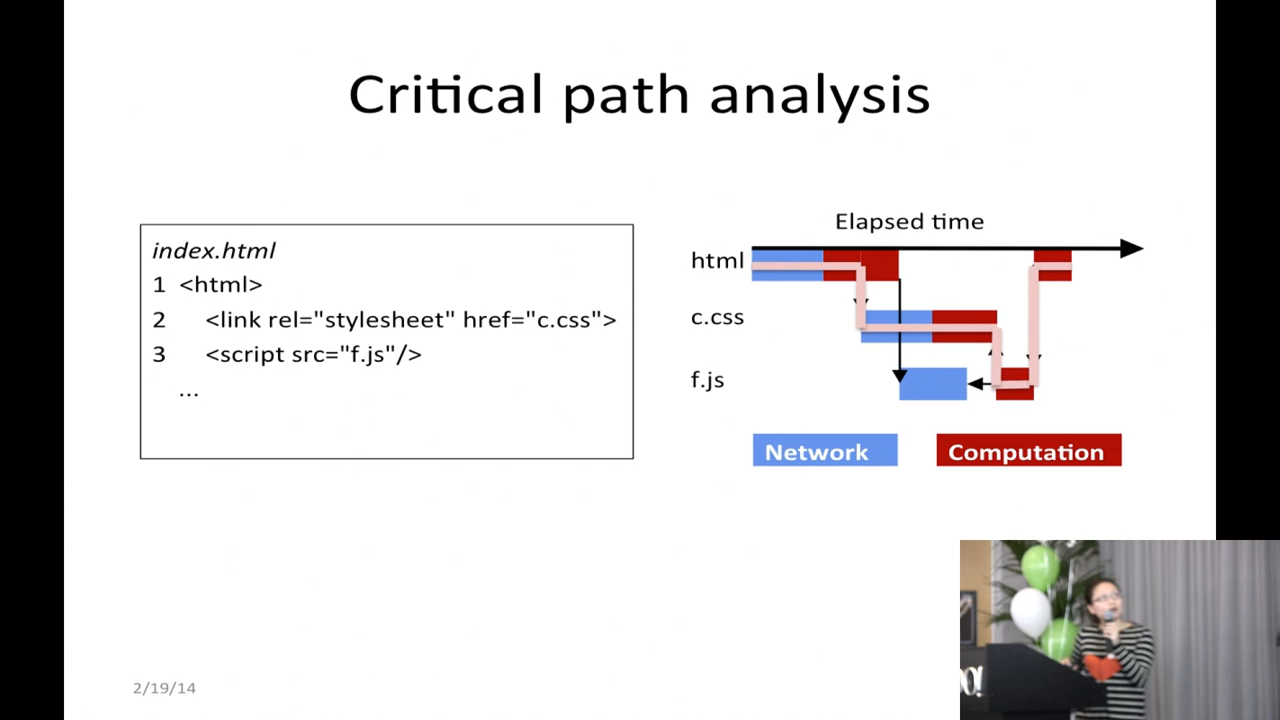 Critical path analysis
index.html
1 <html>
2 <link rel="stylesheet" href="c.css">
3 <script src="f.js"/>
...
Elapsed time
html
c.css
f.js
Network
Computation
2/19/14